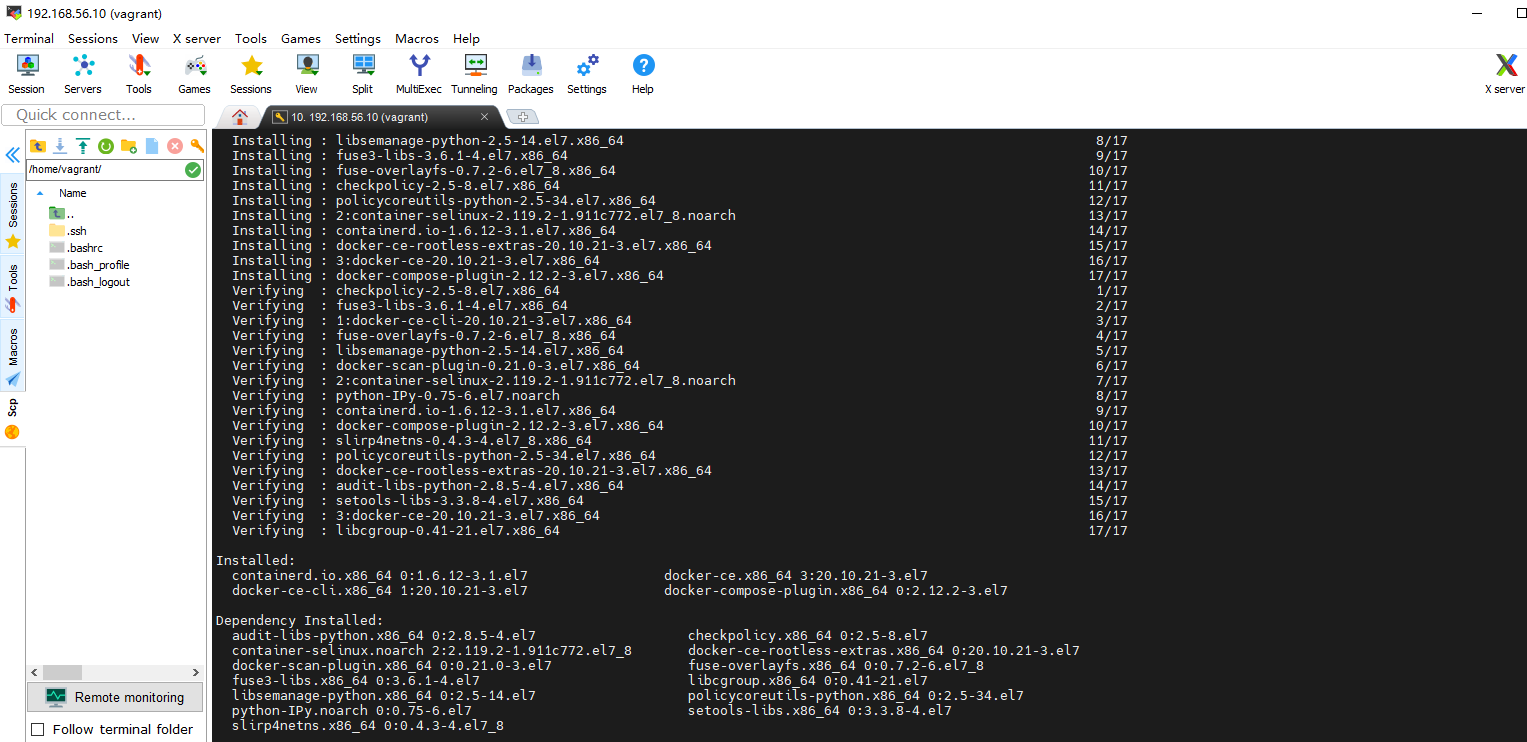 192.168.56.10 (vagrant)
Terminal Sessions View X server Tools Games Settings Macros Help
Session Servers Tools Games Sessions View Split MultiExec Tunneling Packages Settings Help X server
Quick connect...
10. 192.168.56.10 (vagrant)
/home/vagrant/
Name
..
.ssh
.bashrc
.bash_profile
.bash_logout
Sessions
Tools
Macros
Scp
Remote monitoring
Follow terminal folder
Installing : libsemanage-python-2.5-14.el7.x86_64 8/17
Installing : fuse3-libs-3.6.1-4.el7.x86_64 9/17
Installing : fuse-overlayfs-0.7.2-6.el7_8.x86_64 10/17
Installing : checkpolicy-2.5-8.el7.x86_64 11/17
Installing : policycoreutils-python-2.5-34.el7.x86_64 12/17
Installing : 2:container-selinux-2.119.2-1.911c772.el7_8.noarch 13/17
Installing : containerd.io-1.6.12-3.1.el7.x86_64 14/17
Installing : docker-ce-rootless-extras-20.10.21-3.el7.x86_64 15/17
Installing : 3:docker-ce-20.10.21-3.el7.x86_64 16/17
Installing : docker-compose-plugin-2.12.2-3.el7.x86_64 17/17
Verifying : checkpolicy-2.5-8.el7.x86_64 1/17
Verifying : fuse3-libs-3.6.1-4.el7.x86_64 2/17
Verifying : 1:docker-ce-cli-20.10.21-3.el7.x86_64 3/17
Verifying : fuse-overlayfs-0.7.2-6.el7_8.x86_64 4/17
Verifying : libsemanage-python-2.5-14.el7.x86_64 5/17
Verifying : docker-scan-plugin-0.21.0-3.el7.x86_64 6/17
Verifying : 2:container-selinux-2.119.2-1.911c772.el7_8.noarch 7/17
Verifying : python-IPy-0.75-6.el7.noarch 8/17
Verifying : containerd.io-1.6.12-3.1.el7.x86_64 9/17
Verifying : docker-compose-plugin-2.12.2-3.el7.x86_64 10/17
Verifying : slirp4netns-0.4.3-4.el7_8.x86_64 11/17
Verifying : policycoreutils-python-2.5-34.el7.x86_64 12/17
Verifying : docker-ce-rootless-extras-20.10.21-3.el7.x86_64 13/17
Verifying : audit-libs-python-2.8.5-4.el7.x86_64 14/17
Verifying : setools-libs-3.3.8-4.el7.x86_64 15/17
Verifying : 3:docker-ce-20.10.21-3.el7.x86_64 16/17
Verifying : libcgroup-0.41-21.el7.x86_64 17/17
Installed:
containerd.io.x86_64 0:1.6.12-3.1.el7 docker-ce.x86_64 3:20.10.21-3.el7
docker-ce-cli.x86_64 1:20.10.21-3.el7 docker-compose-plugin.x86_64 0:2.12.2-3.el7
Dependency Installed:
audit-libs-python.x86_64 0:2.8.5-4.el7 checkpolicy.x86_64 0:2.5-8.el7
container-selinux.noarch 2:2.119.2-1.911c772.el7_8 docker-ce-rootless-extras.x86_64 0:20.10.21-3.el7
docker-scan-plugin.x86_64 0:0.21.0-3.el7 fuse-overlayfs.x86_64 0:0.7.2-6.el7_8
fuse3-libs.x86_64 0:3.6.1-4.el7 libcgroup.x86_64 0:0.41-21.el7
libsemanage-python.x86_64 0:2.5-14.el7 policycoreutils-python.x86_64 0:2.5-34.el7
python-IPy.noarch 0:0.75-6.el7 setools-libs.x86_64 0:3.3.8-4.el7
slirp4netns.x86_64 0:0.4.3-4.el7_8